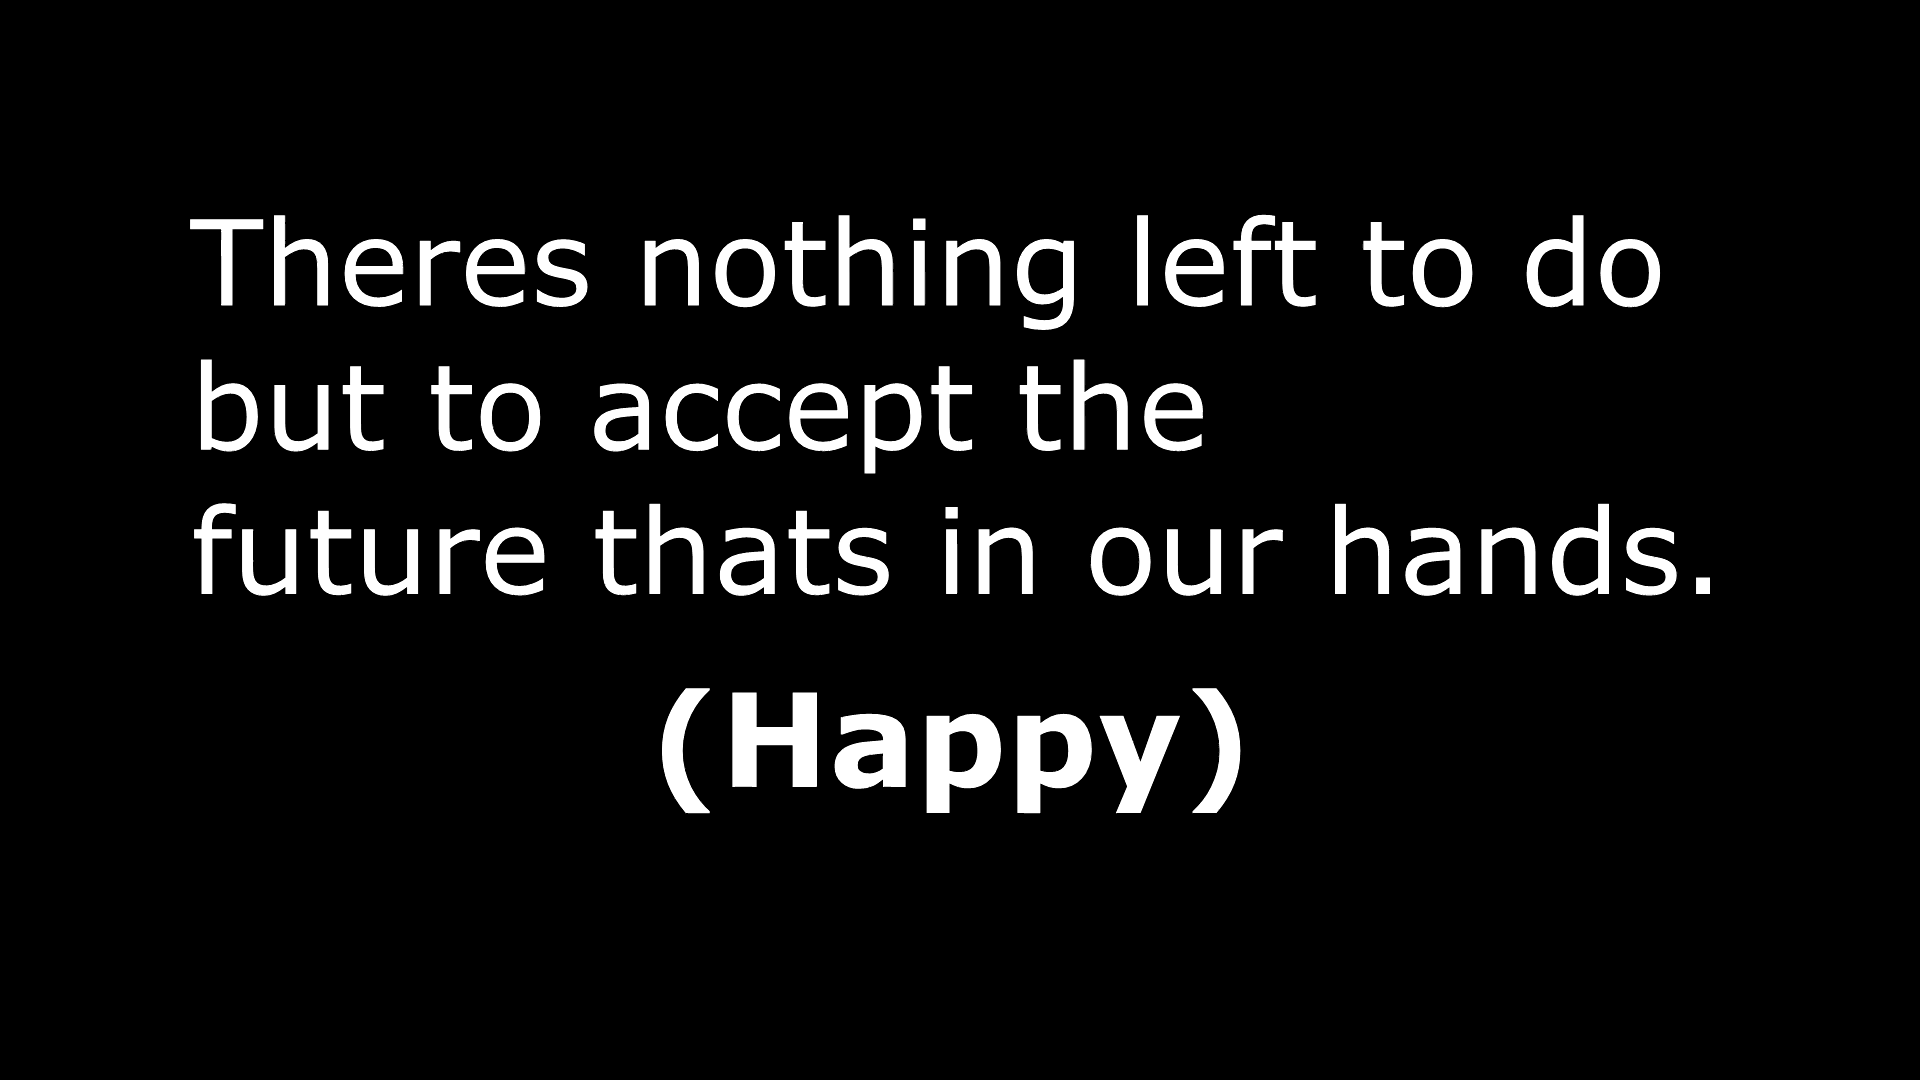 Theres nothing left to do
but to accept the
future thats in our hands.
(Happy)